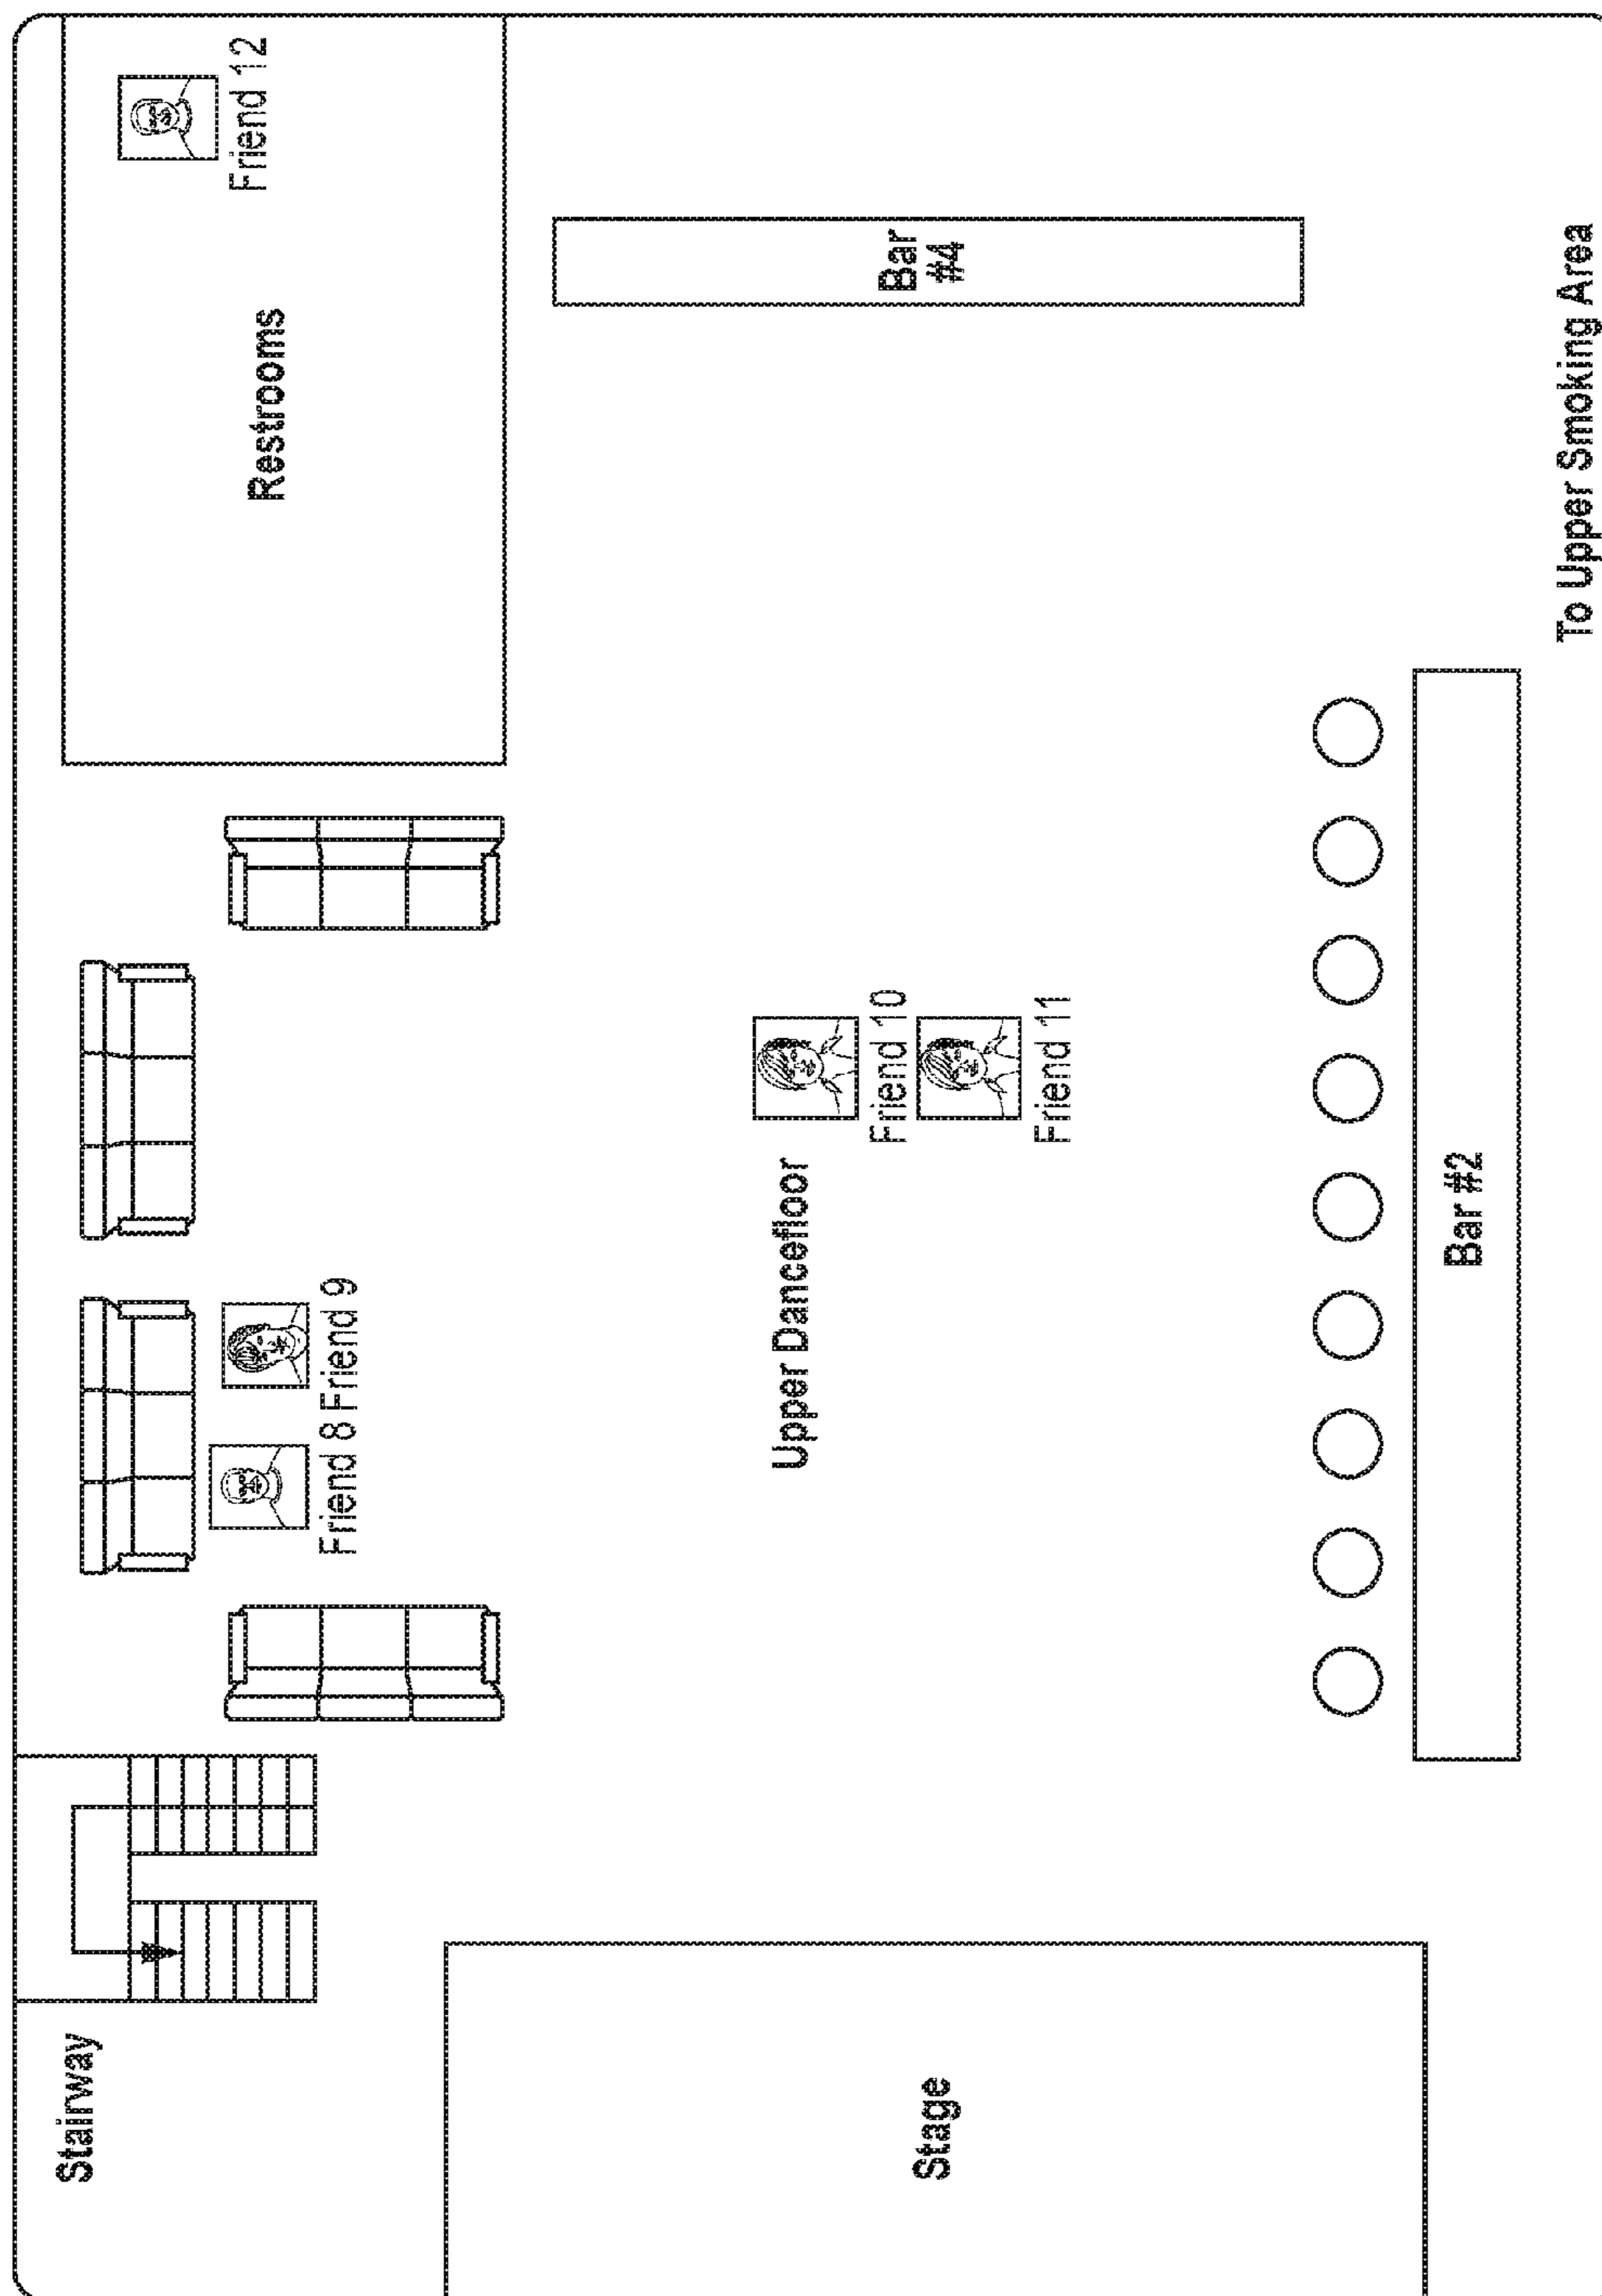 Stairway
Restrooms
Friend 12
Friend 8 Friend 9
Stage
Upper Dancefloor
Friend 10
Friend 11
Bar
#4
Bar #2
To Upper Smoking Area